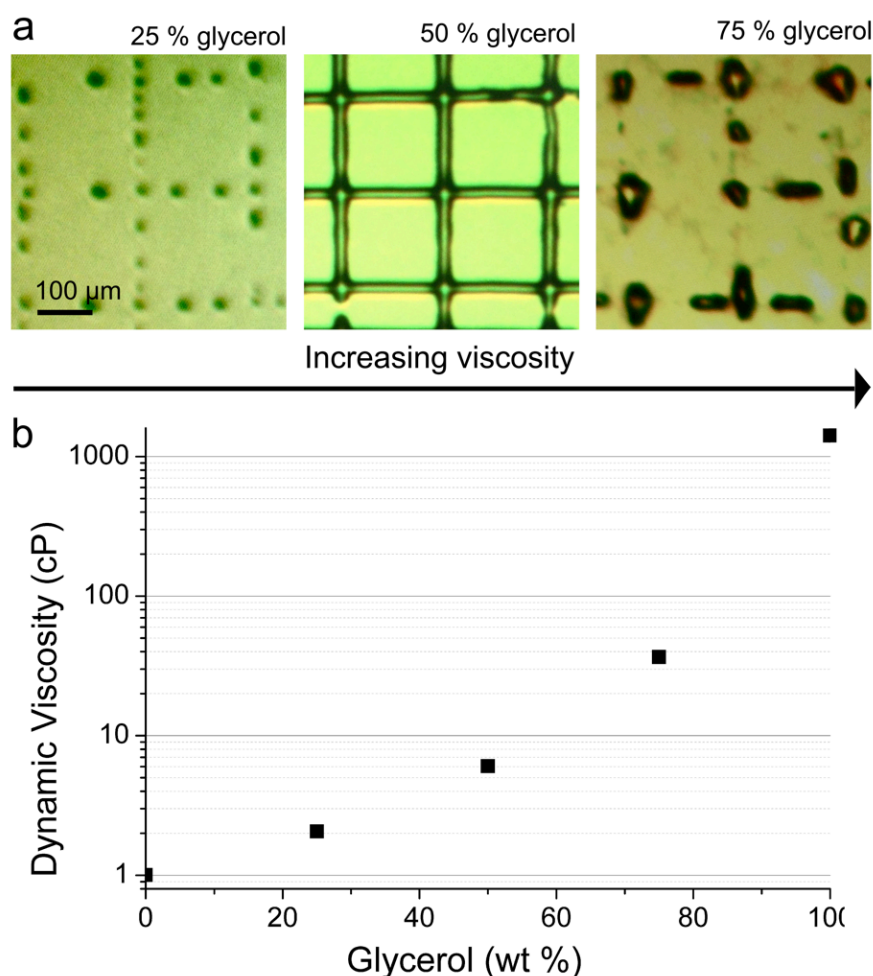 a
25 % glycerol
50 % glycerol
75 % glycerol
100 µm
Increasing viscosity
b
1000
100
10
1
Dynamic Viscosity (cP)
0
20
40
60
80
100
Glycerol (wt %)